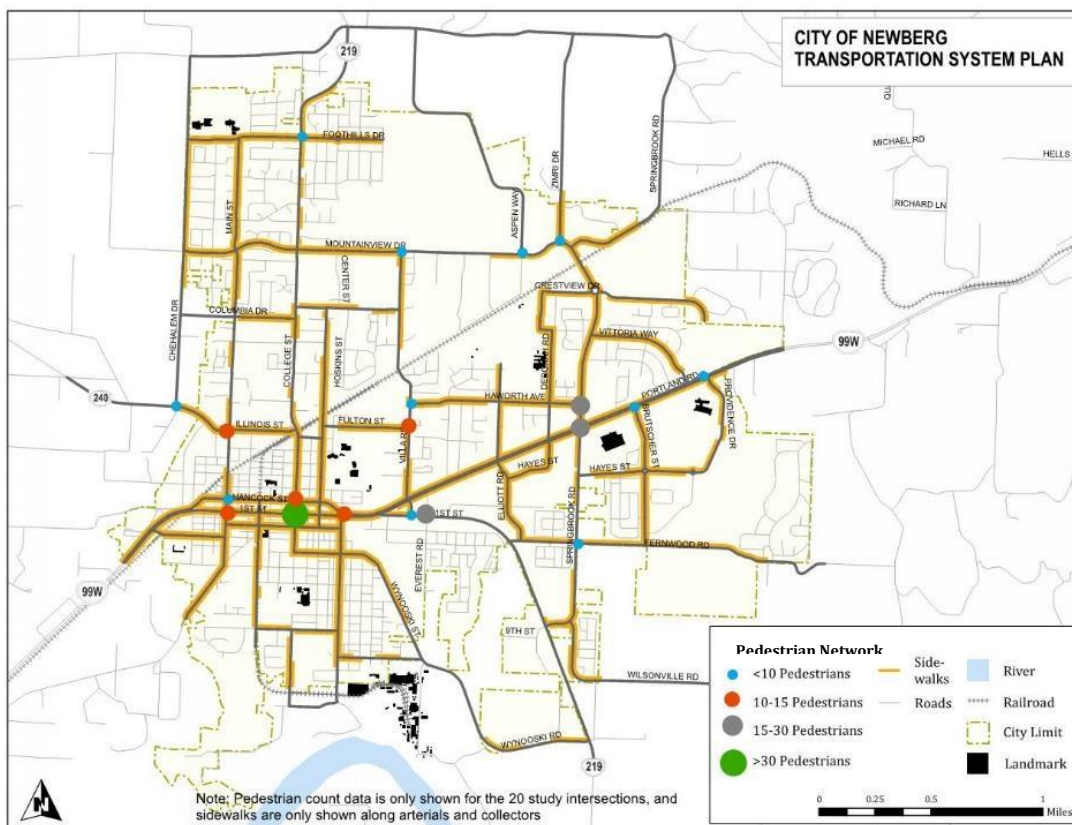 CITY OF NEWBERG
TRANSPORTATION SYSTEM PLAN
219
MICHAEL RD
HELLS
RICHARD LN
FOOTHILLS DR
MAIN ST
ZIMRI DR
SPRINGBROOK RD
ASPEN WAY
MOUNTAINVIEW DR
CENTER ST
CRESTVIEW DR
CHEHALEM DR
COLUMBIA DR
COLLEGE ST
HOSKINS ST
VITTORIA WAY
DEBORAH RD
99W
PORTLAND RD
PROVIDENCE DR
240
HAWORTH AVE
ILLINOIS ST
FULTON ST
BRUTSCHER ST
HAYES ST
HAYES ST
HANCOCK ST
1ST ST
1ST ST
ELLIOTT RD
SPRINGBROOK RD
FERNWOOD RD
EVEREST RD
99W
WYNOOSKI ST
9TH ST
WILSONVILLE RD
WYNOOSKI RD
219
Pedestrian Network
<10 Pedestrians
10-15 Pedestrians
15-30 Pedestrians
>30 Pedestrians
Side-
walks
Roads
River
Railroad
City Limit
Landmark
0 0.25 0.5 1
Miles
N
Note: Pedestrian count data is only shown for the 20 study intersections, and
sidewalks are only shown along arterials and collectors